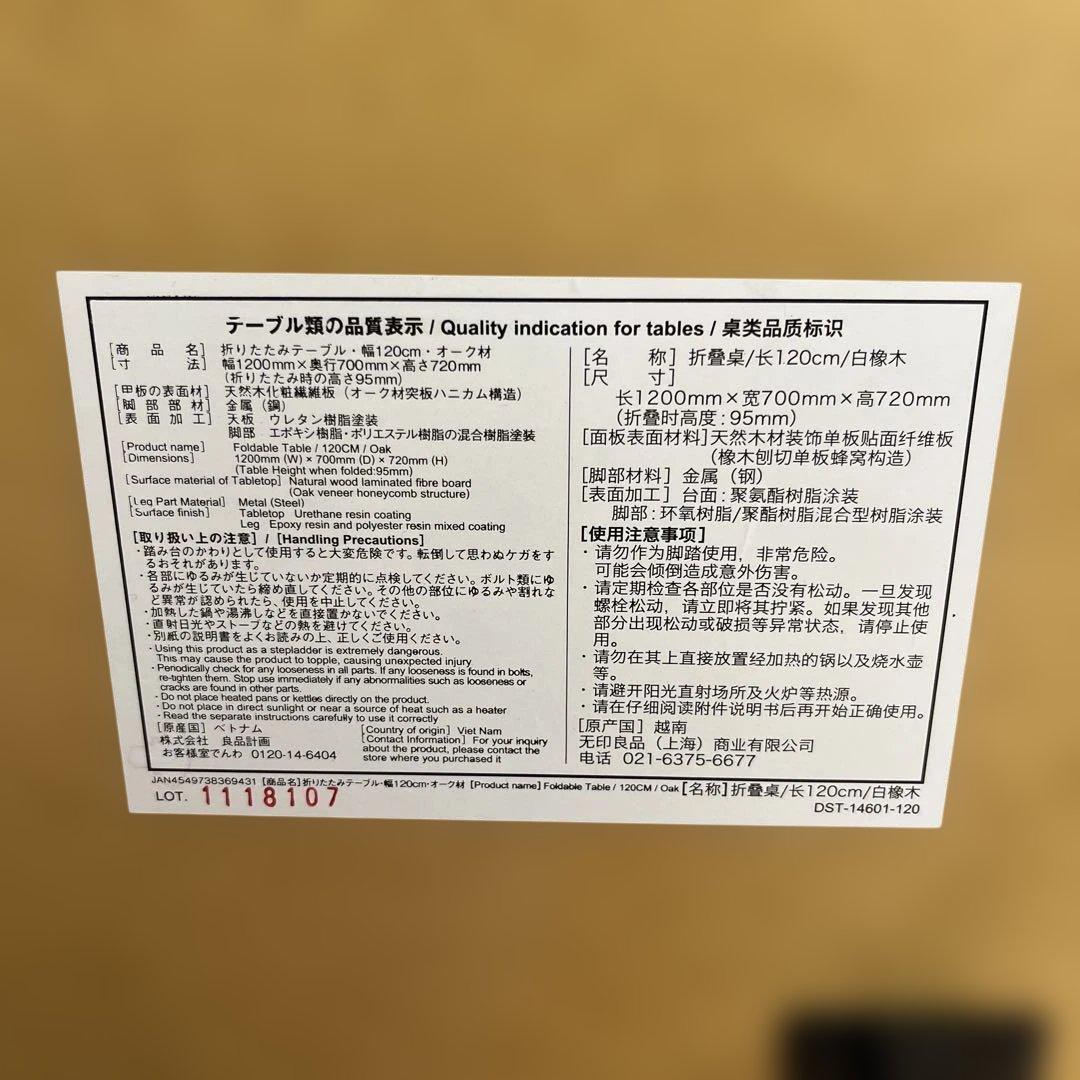 テーブル類の品質表示 / Quality indication for tables / 桌类品质标识
[商品名] 折りたたみテーブル・幅120cm・オーク材
[寸法] 幅1200mm×奥行700mm×高さ720mm
(折りたたみ時の高さ95mm)
[甲板の表面材] 天然木化粧繊維板（オーク材突板ハニカム構造）
[脚部部材] 金属（鋼）
[表面加工] 天板 ウレタン樹脂塗装
脚部 エポキシ樹脂・ポリエステル樹脂の混合樹脂塗装
[Product name] Foldable Table / 120CM / Oak
[Dimensions] 1200mm (W) × 700mm (D) × 720mm (H)
(Table Height when folded:95mm)
[Surface material of Tabletop] Natural wood laminated fibre board
(Oak veneer honeycomb structure)
[Leg Part Material] Metal (Steel)
[Surface finish] Tabletop Urethane resin coating
Leg Epoxy resin and polyester resin mixed coating
[取り扱い上の注意] / [Handling Precautions]
・踏み台のかわりとして使用すると大変危険です。転倒して思わぬケガをす
るおそれがあります。
・各部にゆるみが生じていないか定期的に点検してください。ボルト類にゆ
るみが生じていたら締め直してください。その他の部位にゆるみや割れな
ど異常が認められたら、使用を中止してください。
・加熱した鍋や湯沸しなどを直接置かないでください。
・直射日光やストーブなどの熱を避けてください。
・別紙の説明書をよくお読みの上、正しくご使用ください。
・Using this product as a stepladder is extremely dangerous.
This may cause the product to topple, causing unexpected injury
・Periodically check for any looseness in all parts. If any looseness is found in bolts,
re-tighten them. Stop use immediately if any abnormalities such as looseness or
cracks are found in other parts.
・Do not place heated pans or kettles directly on the product.
・Do not place in direct sunlight or near a source of heat such as a heater
・Read the separate instructions carefully to use it correctly
[原産国] ベトナム
株式会社 良品計画
お客様室でんわ 0120-14-6404
[Country of origin] Viet Nam
[Contact Information] For your inquiry
about the product, please contact the
store where you purchased it
[名称] 折叠桌/长120cm/白橡木
[尺寸]
长1200mm×宽700mm×高720mm
(折叠时高度：95mm)
[面板表面材料]天然木材装饰单板贴面纤维板
（橡木刨切单板蜂窝构造）
[脚部材料] 金属（钢）
[表面加工] 台面：聚氨酯树脂涂装
脚部：环氧树脂/聚酯树脂混合型树脂涂装
[使用注意事项]
・请勿作为脚踏使用，非常危险。
可能会倾倒造成意外伤害。
・请定期检查各部位是否没有松动。一旦发现
螺栓松动，请立即将其拧紧。如果发现其他
部分出现松动或破损等异常状态，请停止使
用。
・请勿在其上直接放置经加热的锅以及烧水壶
等。
・请避开阳光直射场所及火炉等热源。
・请在仔细阅读附件说明书后再开始正确使用。
[原产国] 越南
无印良品（上海）商业有限公司
电话 021-6375-6677
JAN4549738369431 [商品名]折りたたみテーブル・幅120cm・オーク材 [Product name] Foldable Table / 120CM / Oak [名称]折叠桌/长120cm/白橡木
LOT. 1118107
DST-14601-120